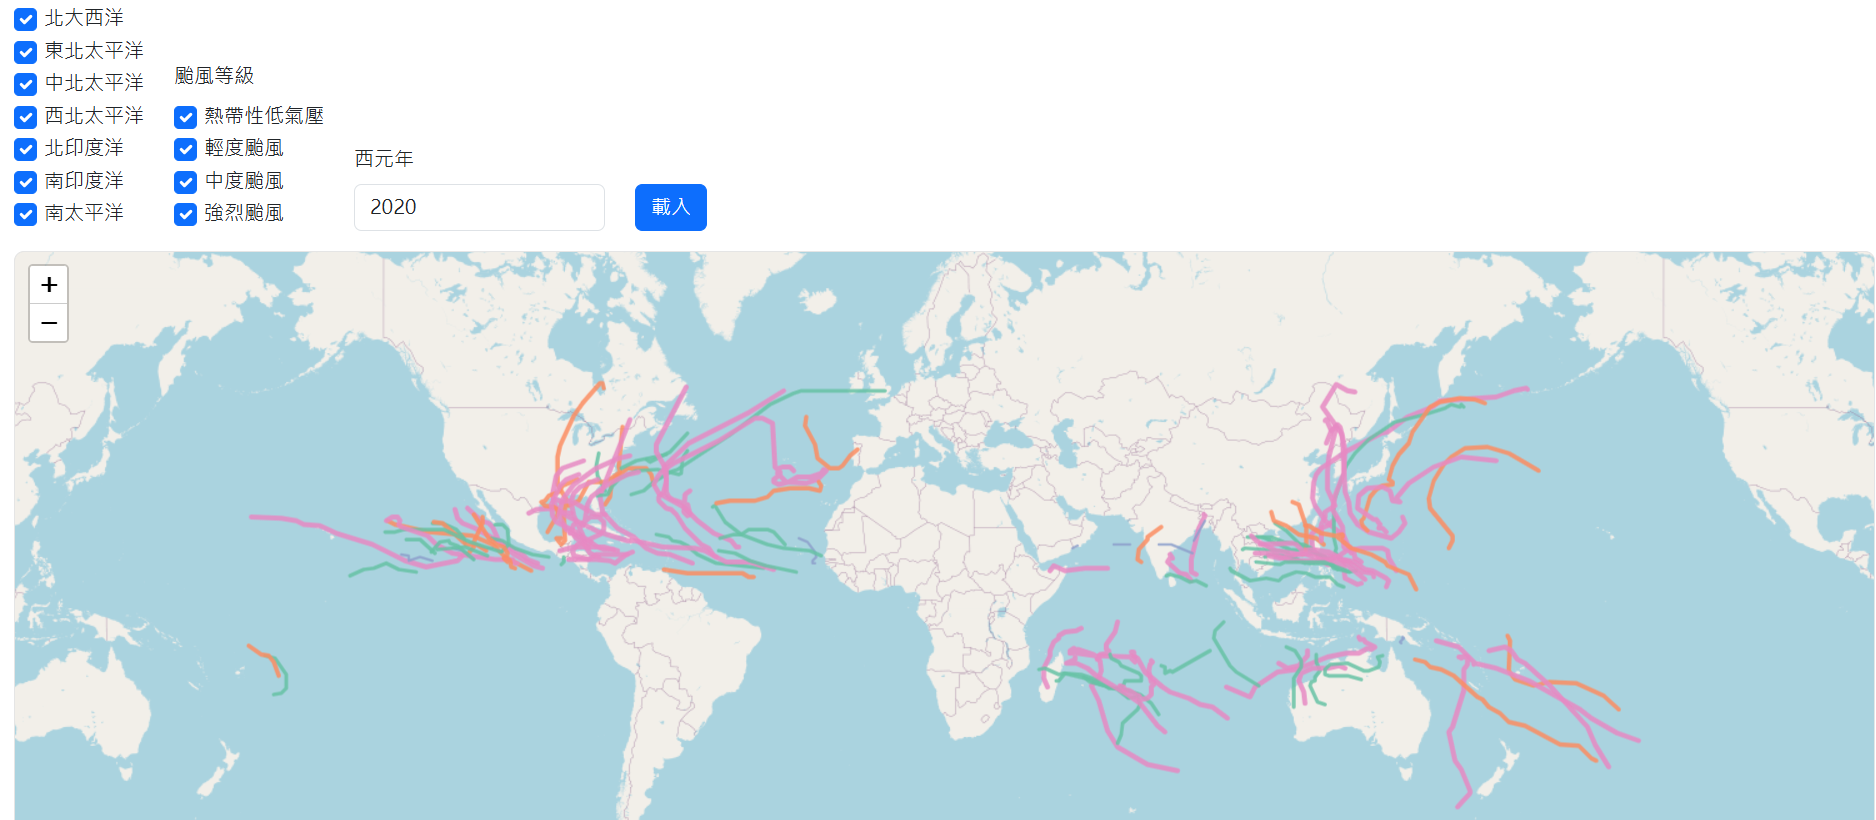 北大西洋
東北太平洋
中北太平洋
西北太平洋
北印度洋
南印度洋
南太平洋
颱風等級
熱帶性低氣壓
輕度颱風
中度颱風
強烈颱風
西元年
2020
載入
+
−